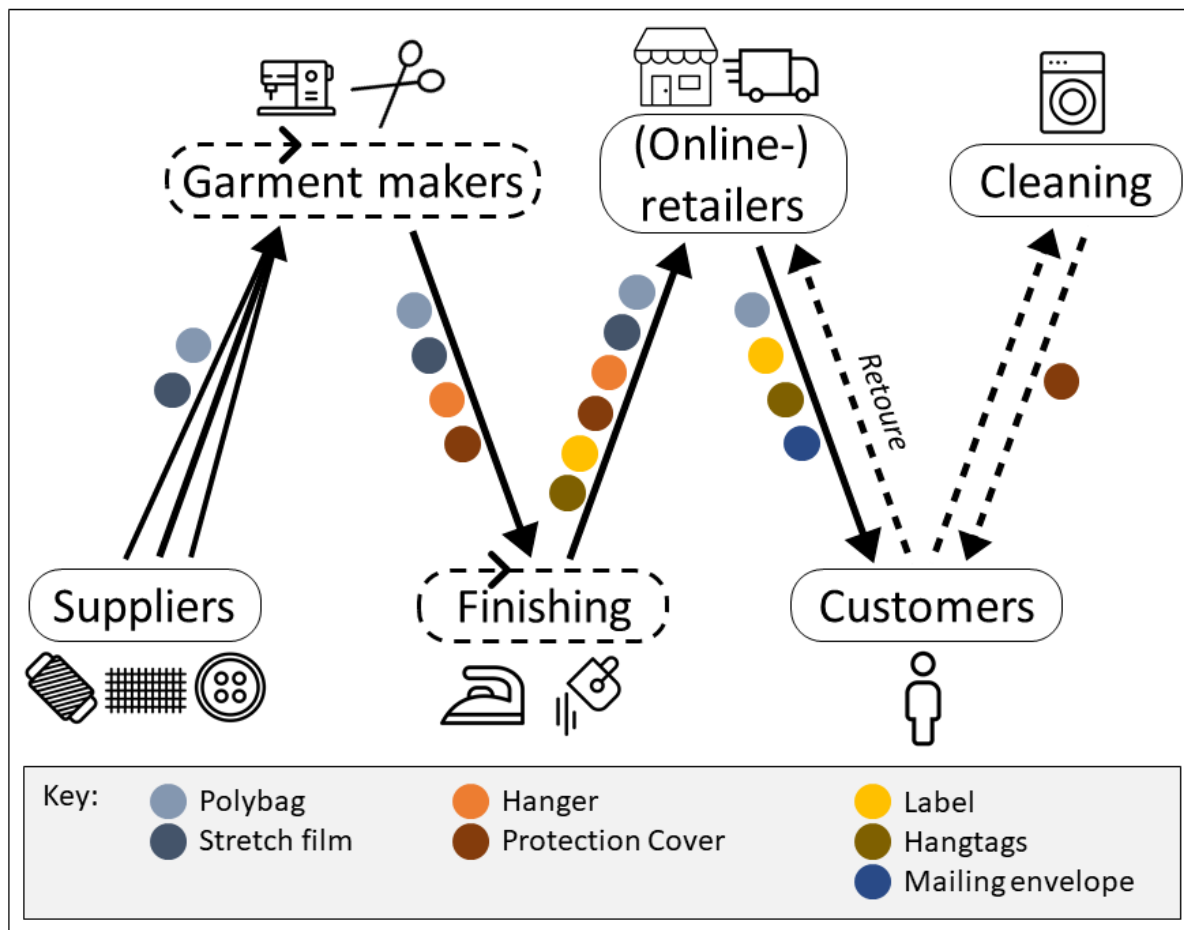 (Online-)
retailers
Garment makers
Cleaning
Retoure
Suppliers
Finishing
Customers
Key:
Polybag
Hanger
Label
Stretch film
Protection Cover
Hangtags
Mailing envelope